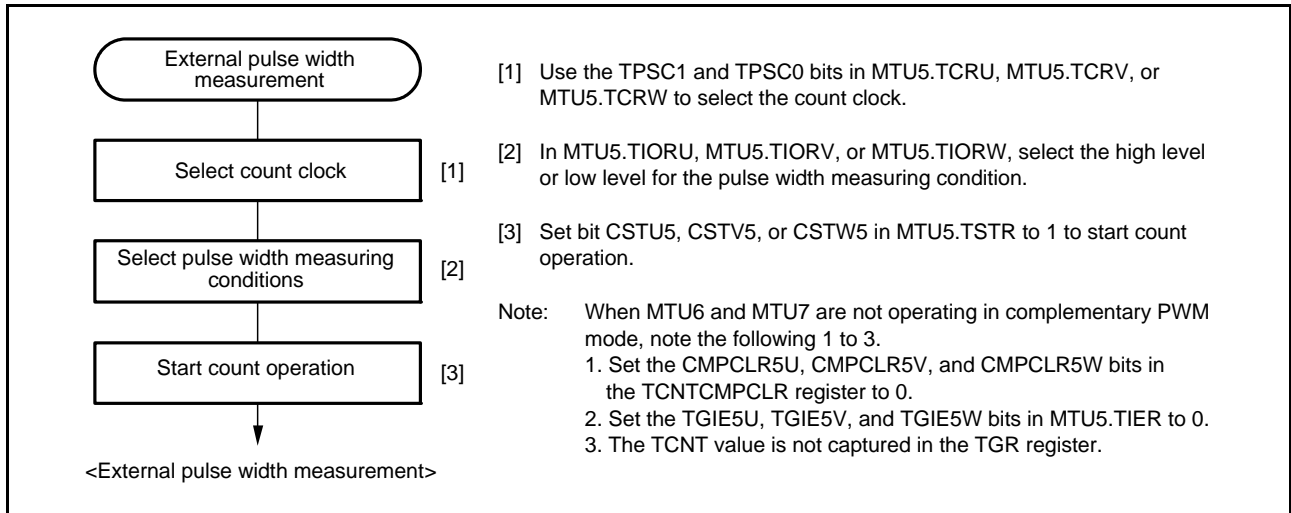 External pulse width
measurement
Select count clock
[1]
Select pulse width measuring
conditions
[2]
Start count operation
[3]
<External pulse width measurement>
[1] Use the TPSC1 and TPSC0 bits in MTU5.TCRU, MTU5.TCRV, or
MTU5.TCRW to select the count clock.
[2] In MTU5.TIORU, MTU5.TIORV, or MTU5.TIORW, select the high level
or low level for the pulse width measuring condition.
[3] Set bit CSTU5, CSTV5, or CSTW5 in MTU5.TSTR to 1 to start count
operation.
Note: When MTU6 and MTU7 are not operating in complementary PWM
mode, note the following 1 to 3.
1. Set the CMPCLR5U, CMPCLR5V, and CMPCLR5W bits in
the TCNTCMPCLR register to 0.
2. Set the TGIE5U, TGIE5V, and TGIE5W bits in MTU5.TIER to 0.
3. The TCNT value is not captured in the TGR register.